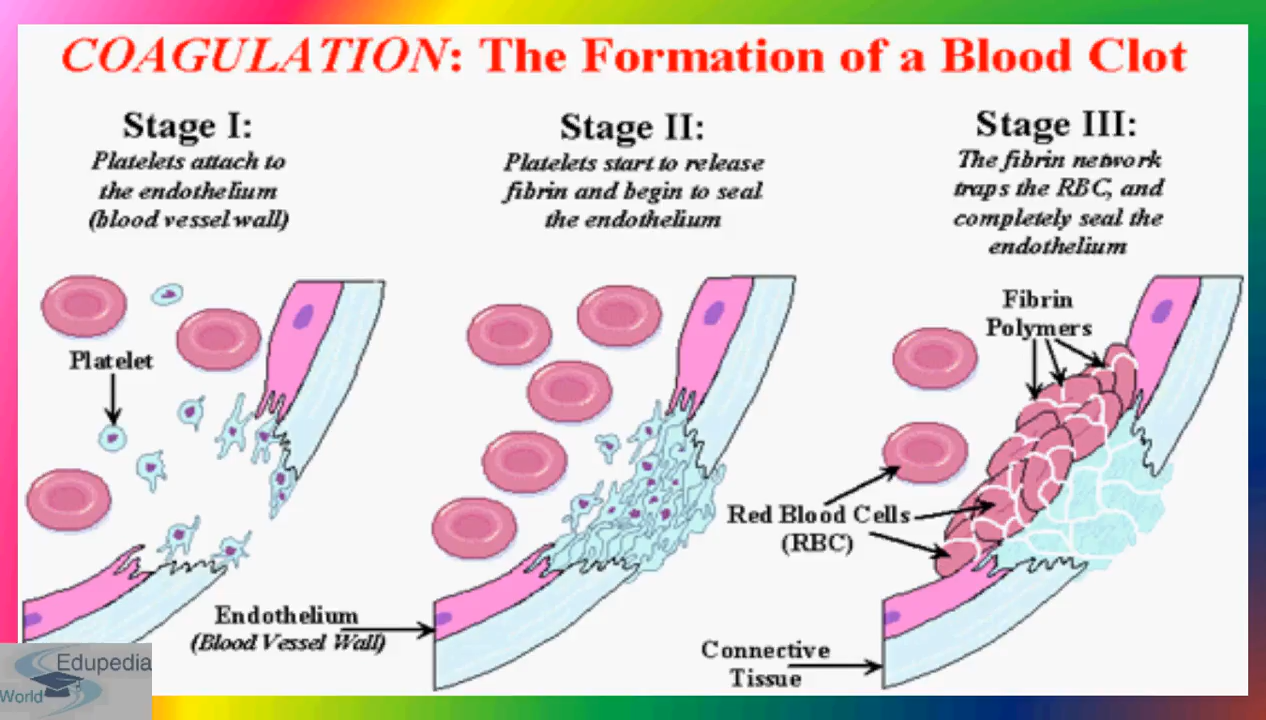 COAGULATION: The Formation of a Blood Clot
Stage I:
Platelets attach to
the endothelium
(blood vessel wall)
Stage II:
Platelets start to release
fibrin and begin to seal
the endothelium
Stage III:
The fibrin network
traps the RBC, and
completely seal the
endothelium
Platelet
Fibrin
Polymers
Red Blood Cells
(RBC)
Endothelium
(Blood Vessel Wall)
Connective
Tissue
Edupedia
World